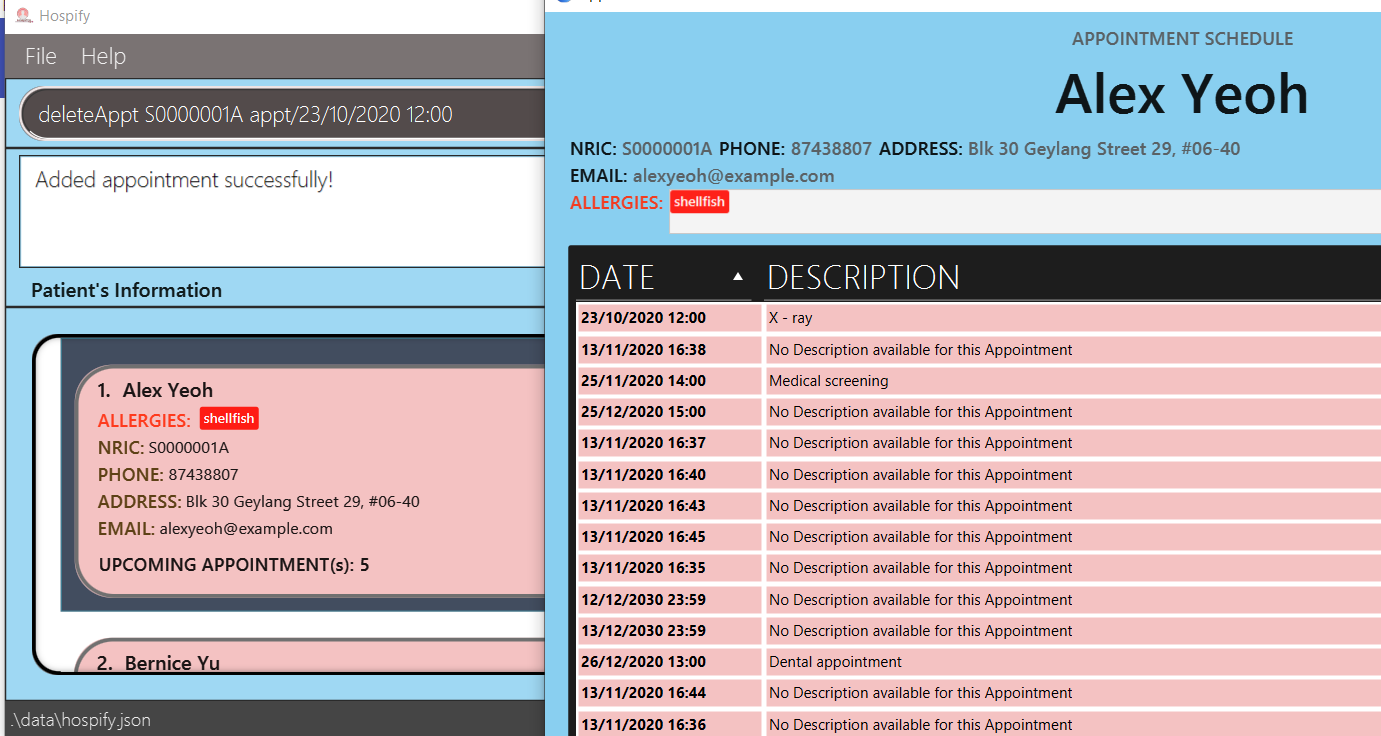 Hospify
File Help
deleteAppt S0000001A appt/23/10/2020 12:00
Added appointment successfully!
Patient's Information
1. Alex Yeoh
ALLERGIES: shellfish
NRIC: S0000001A
PHONE: 87438807
ADDRESS: Blk 30 Geylang Street 29, #06-40
EMAIL: alexyeoh@example.com
UPCOMING APPOINTMENT(s): 5
2. Bernice Yu
.\data\hospify.json
APPOINTMENT SCHEDULE
Alex Yeoh
NRIC: S0000001A PHONE: 87438807 ADDRESS: Blk 30 Geylang Street 29, #06-40
EMAIL: alexyeoh@example.com
ALLERGIES: shellfish
DATE ▲ DESCRIPTION
23/10/2020 12:00 X - ray
13/11/2020 16:38 No Description available for this Appointment
25/11/2020 14:00 Medical screening
25/12/2020 15:00 No Description available for this Appointment
13/11/2020 16:37 No Description available for this Appointment
13/11/2020 16:40 No Description available for this Appointment
13/11/2020 16:43 No Description available for this Appointment
13/11/2020 16:45 No Description available for this Appointment
13/11/2020 16:35 No Description available for this Appointment
12/12/2030 23:59 No Description available for this Appointment
13/12/2030 23:59 No Description available for this Appointment
26/12/2020 13:00 Dental appointment
13/11/2020 16:44 No Description available for this Appointment
13/11/2020 16:36 No Description available for this Appointment